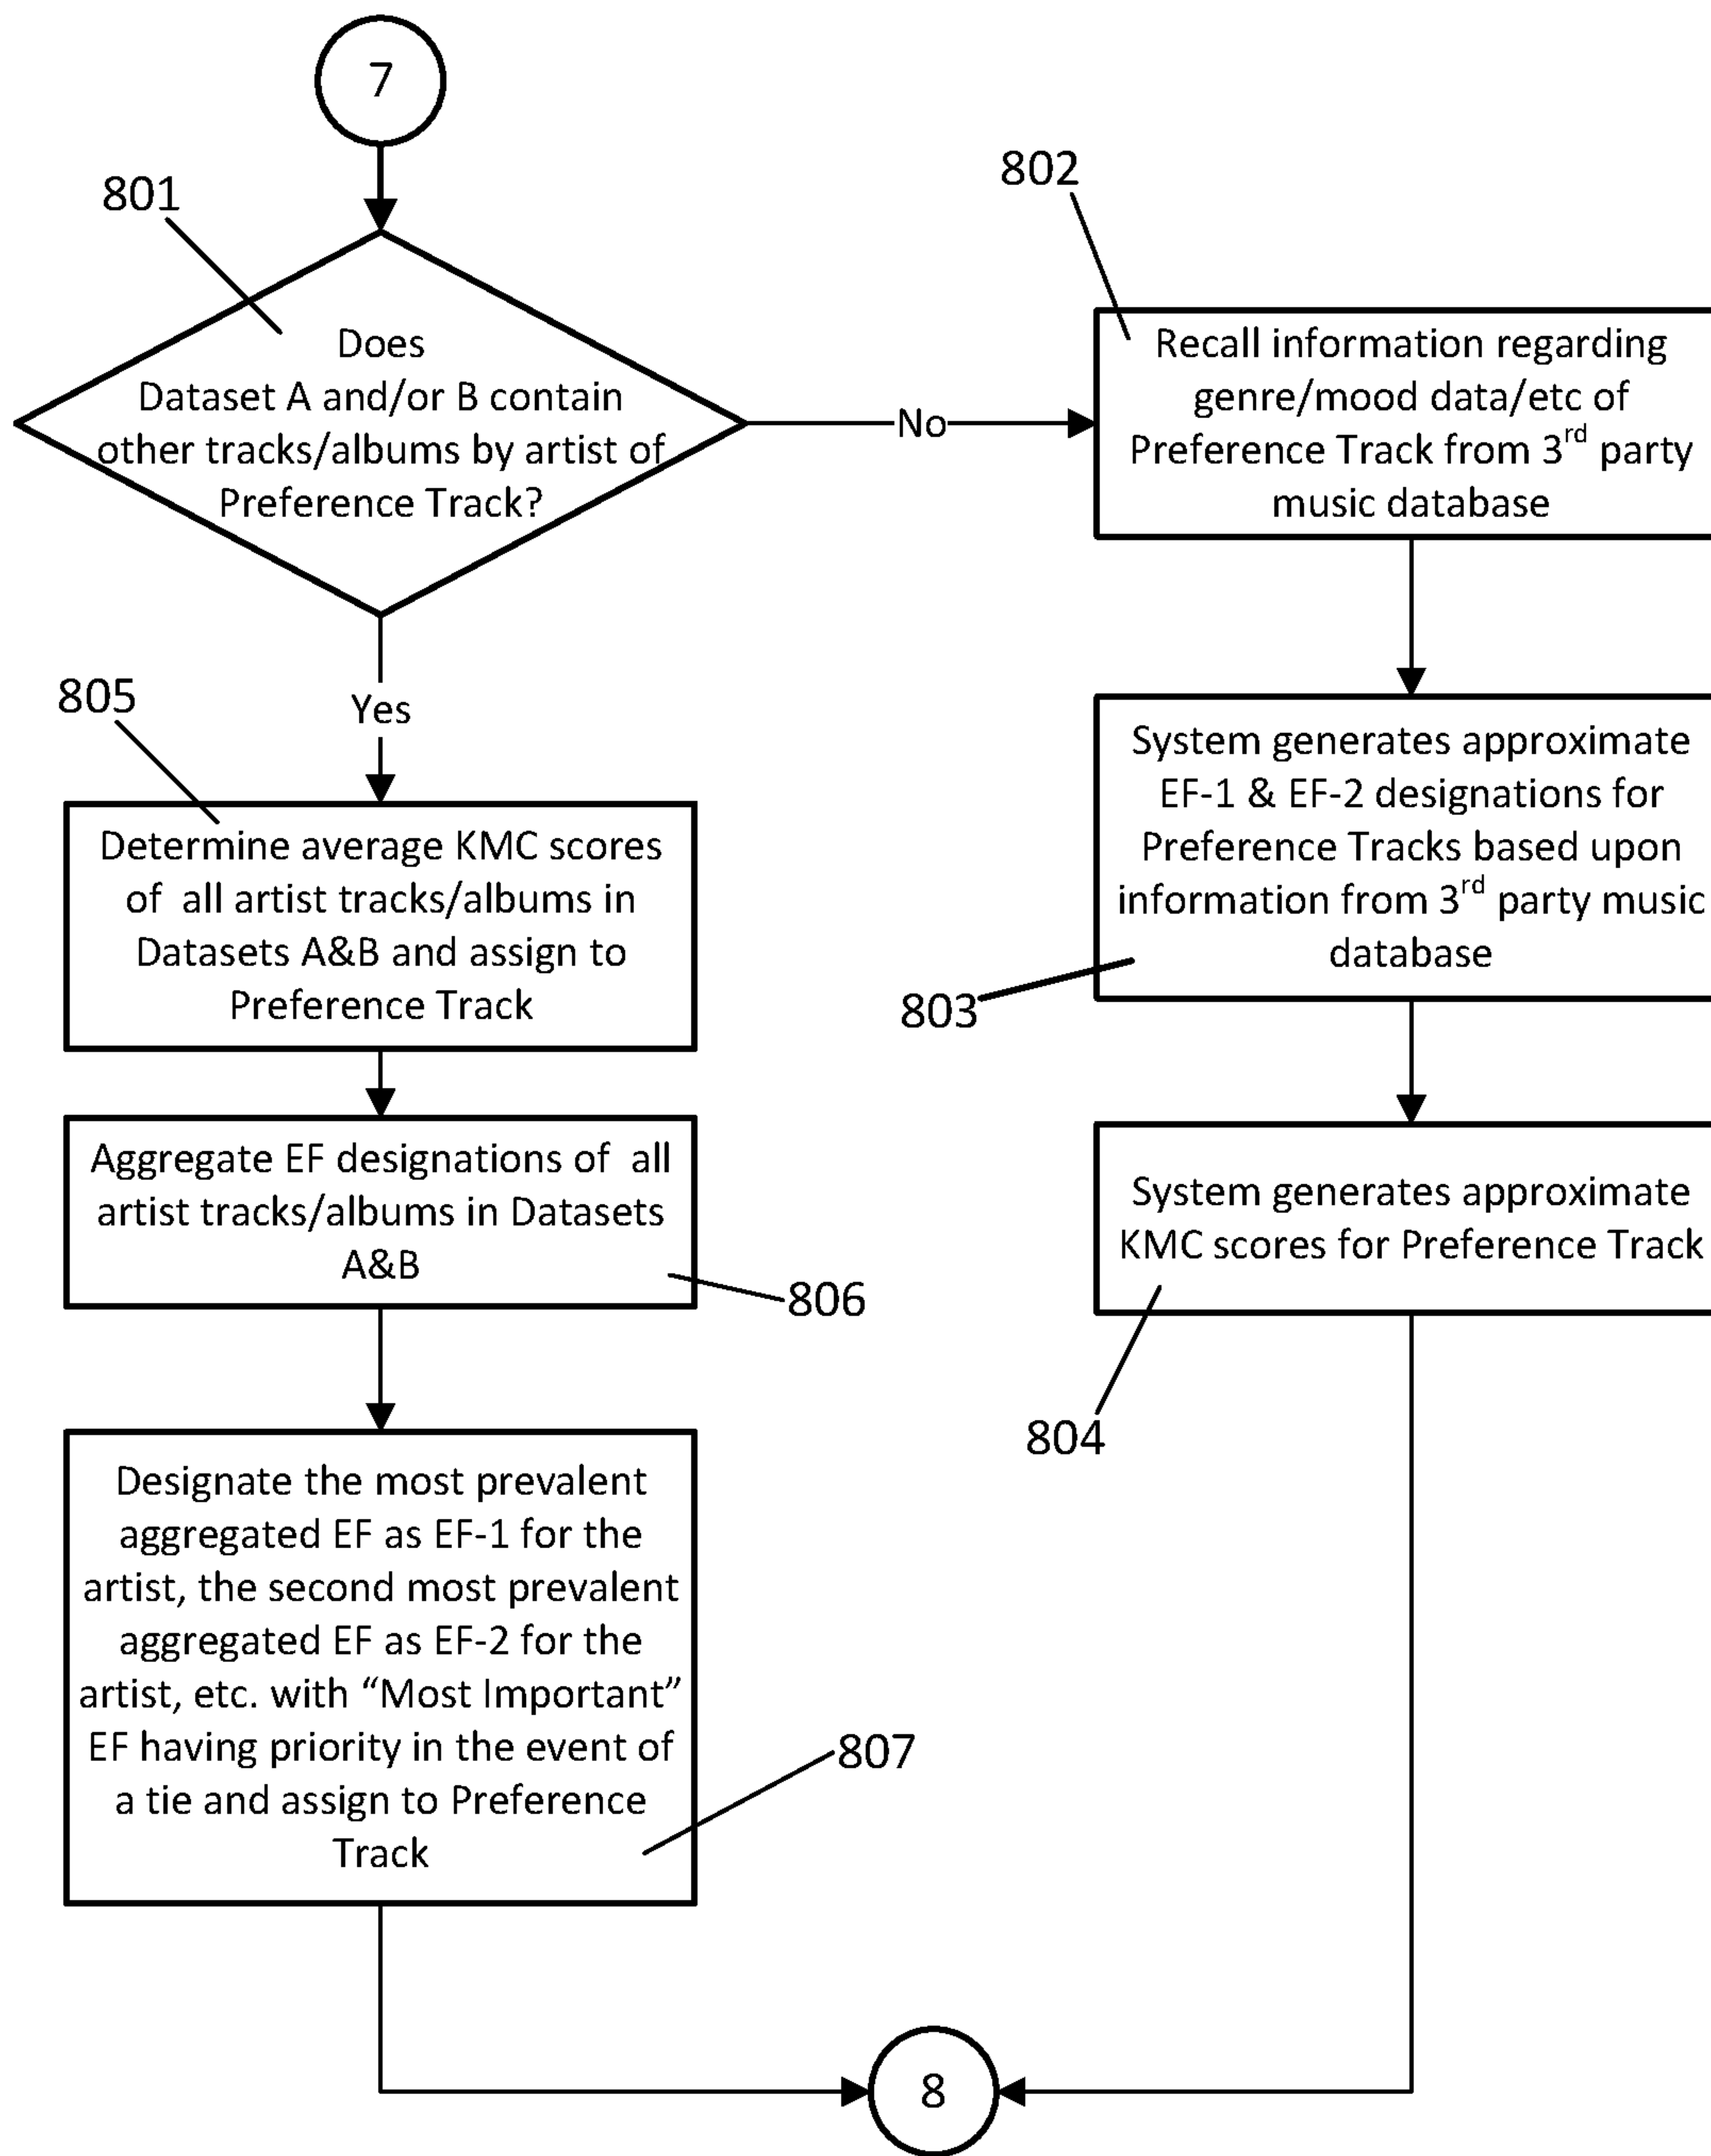 7
801
Does
Dataset A and/or B contain
other tracks/albums by artist of
Preference Track?
No
802
Recall information regarding
genre/mood data/etc of
Preference Track from 3rd party
music database
803
System generates approximate
EF-1 & EF-2 designations for
Preference Tracks based upon
information from 3rd party music
database
804
System generates approximate
KMC scores for Preference Track
Yes
805
Determine average KMC scores
of all artist tracks/albums in
Datasets A&B and assign to
Preference Track
806
Aggregate EF designations of all
artist tracks/albums in Datasets
A&B
807
Designate the most prevalent
aggregated EF as EF-1 for the
artist, the second most prevalent
aggregated EF as EF-2 for the
artist, etc. with “Most Important”
EF having priority in the event of
a tie and assign to Preference
Track
8